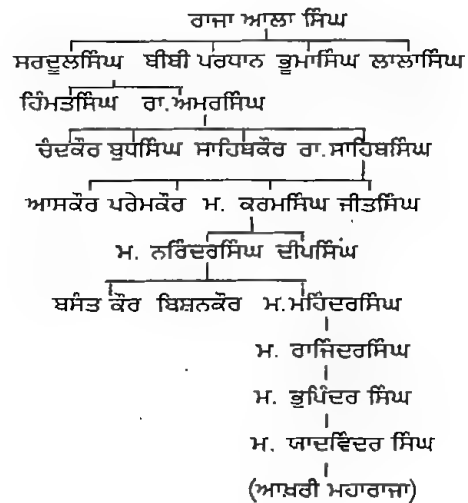 ਰਾਜਾ ਆਲਾ ਸਿੰਘ
ਸਰਦੂਲਸਿੰਘ ਬੀਬੀ ਪਰਧਾਨ ਭੂਮਾਸਿੰਘ ਲਾਲਾਸਿੰਘ
ਹਿੰਮਤਸਿੰਘ ਰਾ.ਅਮਰਸਿੰਘ
ਚੰਦਕੌਰ ਬੁਧਸਿੰਘ ਸਾਹਿਬਕੌਰ ਰਾ.ਸਾਹਿਬਸਿੰਘ
ਆਸਕੌਰ ਪਰੇਮਕੌਰ ਮ. ਕਰਮਸਿੰਘ ਜੀਤਸਿੰਘ
ਮ. ਨਰਿੰਦਰਸਿੰਘ ਦੀਪਸਿੰਘ
ਬਸੰਤ ਕੌਰ ਬਿਸ਼ਨਕੌਰ ਮ.ਮਹਿੰਦਰਸਿੰਘ
ਮ. ਰਾਜਿੰਦਰਸਿੰਘ
ਮ. ਭੁਪਿੰਦਰ ਸਿੰਘ
ਮ. ਯਾਦਵਿੰਦਰ ਸਿੰਘ
(ਆਖ਼ਰੀ ਮਹਾਰਾਜਾ)